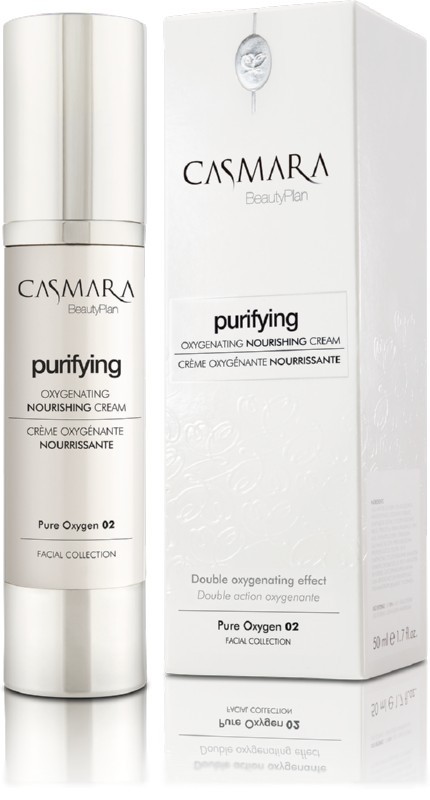 CASMARA
BeautyPlan
purifying
OXYGENATING
NOURISHING CREAM
CRÈME OXYGÉNANTE
NOURRISSANTE
Pure Oxygen 02
FACIAL COLLECTION
CASMARA
BeautyPlan
purifying
OXYGENATING NOURISHING CREAM
CRÈME OXYGÉNANTE NOURRISSANTE
Double oxygenating effect
Double action oxygenante
Pure Oxygen 02
FACIAL COLLECTION
50 ml e 1.7 fl.oz.